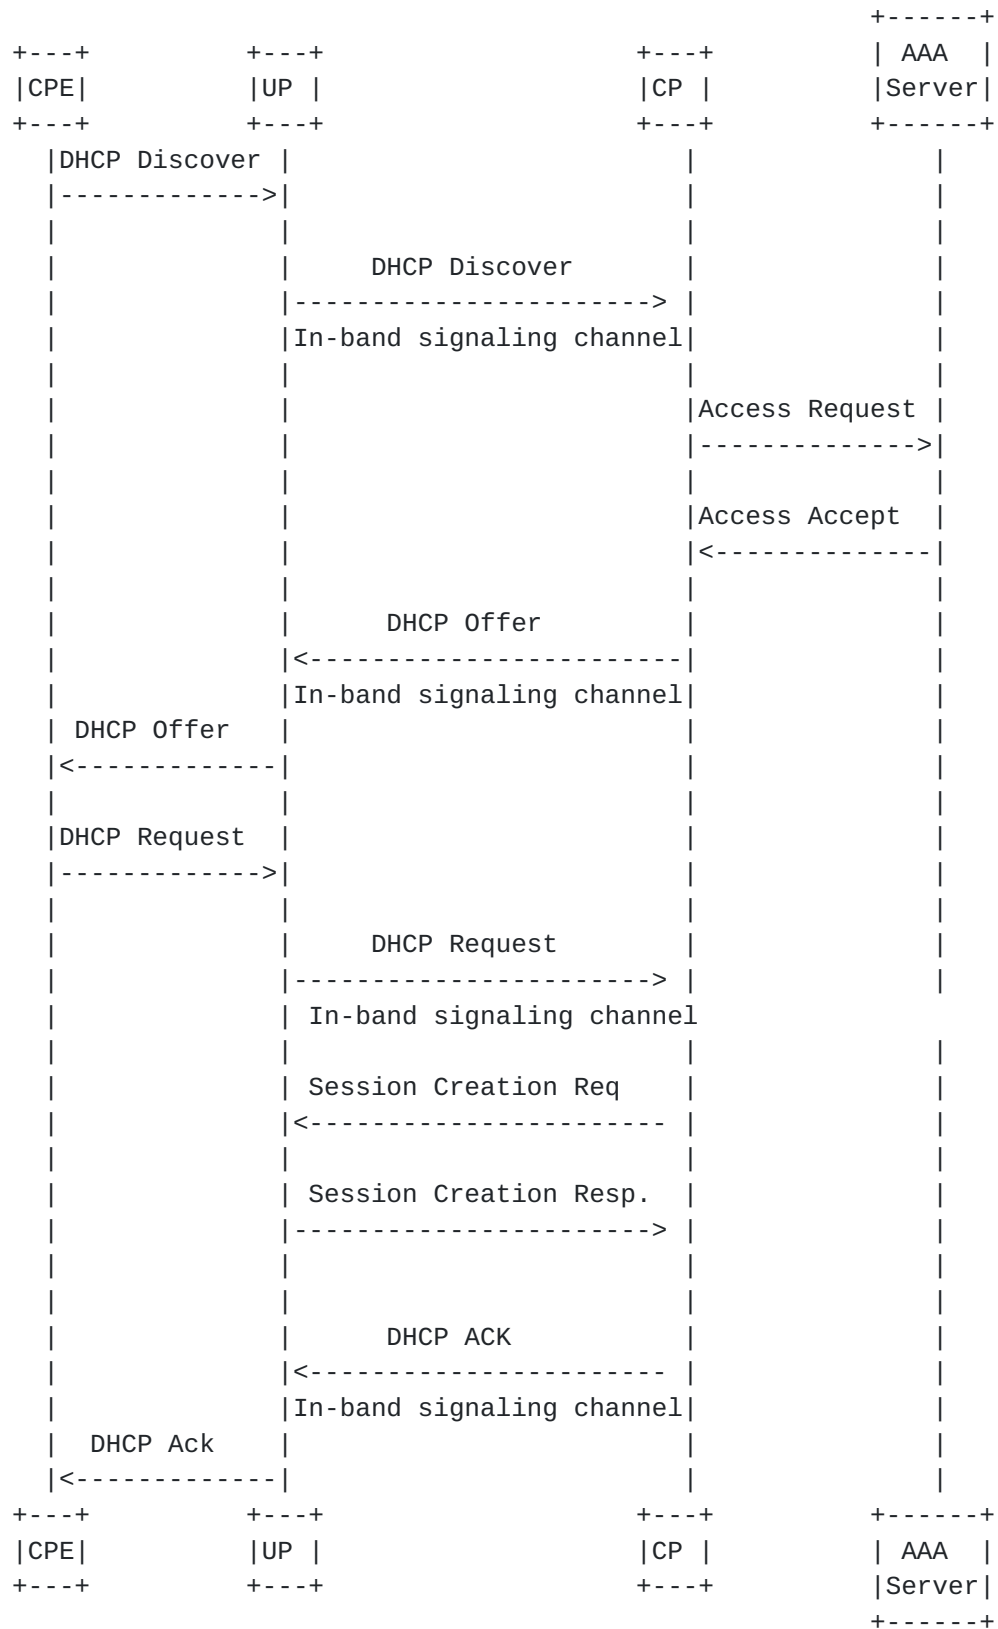 +------+
+---+          +---+                    +---+          | AAA  |
|CPE|          |UP |                    |CP |          |Server|
+---+          +---+                    +---+          +------+
  |DHCP Discover |                         |               |
  |------------->|                         |               |
  |              |                         |               |
  |              |     DHCP Discover       |               |
  |              |-----------------------> |               |
  |              |In-band signaling channel|               |
  |              |                         |               |
  |              |                         |Access Request |
  |              |                         |-------------->|
  |              |                         |               |
  |              |                         |Access Accept  |
  |              |                         |<--------------|
  |              |                         |               |
  |              |      DHCP Offer         |               |
  |              |<------------------------|               |
  |              |In-band signaling channel|               |
  | DHCP Offer   |                         |               |
  |<-------------|                         |               |
  |              |                         |               |
  |DHCP Request  |                         |               |
  |------------->|                         |               |
  |              |                         |               |
  |              |     DHCP Request        |               |
  |              |-----------------------> |               |
  |              | In-band signaling channel
  |              |                         |               |
  |              | Session Creation Req    |               |
  |              |<----------------------- |               |
  |              |                         |               |
  |              | Session Creation Resp.  |               |
  |              |-----------------------> |               |
  |              |                         |               |
  |              |                         |               |
  |              |      DHCP ACK           |               |
  |              |<----------------------- |               |
  |              |In-band signaling channel|               |
  |  DHCP Ack    |                         |               |
  |<-------------|                         |               |
+---+          +---+                    +---+          +------+
|CPE|          |UP |                    |CP |          | AAA  |
+---+          +---+                    +---+          |Server|
                                                       +------+